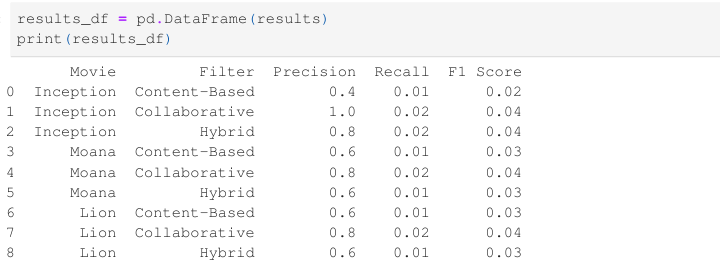 results_df = pd.DataFrame(results)
print(results_df)
Movie Filter Precision Recall F1 Score
0 Inception Content-Based 0.4 0.01 0.02
1 Inception Collaborative 1.0 0.02 0.04
2 Inception Hybrid 0.8 0.02 0.04
3 Moana Content-Based 0.6 0.01 0.03
4 Moana Collaborative 0.8 0.02 0.04
5 Moana Hybrid 0.6 0.01 0.03
6 Lion Content-Based 0.6 0.01 0.03
7 Lion Collaborative 0.8 0.02 0.04
8 Lion Hybrid 0.6 0.01 0.03